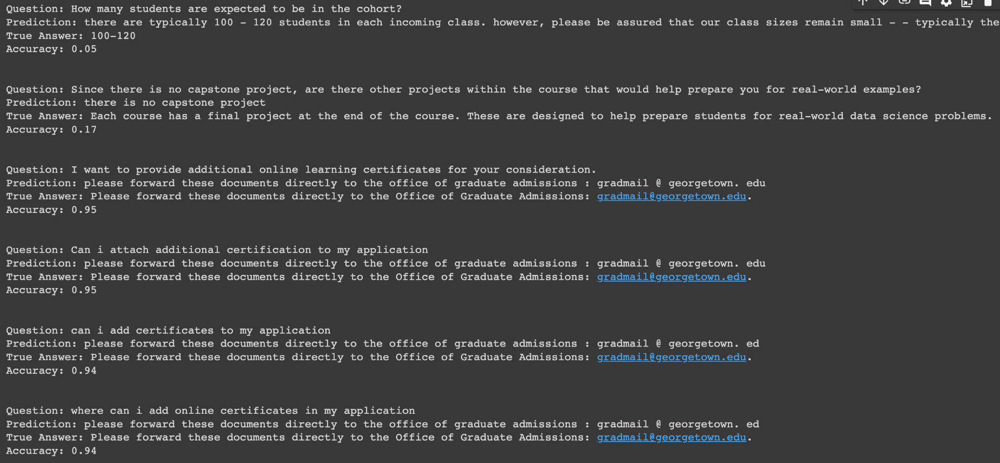 Question: How many students are expected to be in the cohort?
Prediction: there are typically 100 - 120 students in each incoming class. however, please be assured that our class sizes remain small - - typically the
True Answer: 100-120
Accuracy: 0.05
Question: Since there is no capstone project, are there other projects within the course that would help prepare you for real-world examples?
Prediction: there is no capstone project
True Answer: Each course has a final project at the end of the course. These are designed to help prepare students for real-world data science problems.
Accuracy: 0.17
Question: I want to provide additional online learning certificates for your consideration.
Prediction: please forward these documents directly to the office of graduate admissions : gradmail @ georgetown. edu
True Answer: Please forward these documents directly to the Office of Graduate Admissions: gradmail@georgetown.edu.
Accuracy: 0.95
Question: Can i attach additional certification to my application
Prediction: please forward these documents directly to the office of graduate admissions : gradmail @ georgetown. edu
True Answer: Please forward these documents directly to the Office of Graduate Admissions: gradmail@georgetown.edu.
Accuracy: 0.95
Question: can i add certificates to my application
Prediction: please forward these documents directly to the office of graduate admissions : gradmail @ georgetown. ed
True Answer: Please forward these documents directly to the Office of Graduate Admissions: gradmail@georgetown.edu.
Accuracy: 0.94
Question: where can i add online certificates in my application
Prediction: please forward these documents directly to the office of graduate admissions : gradmail @ georgetown. ed
True Answer: Please forward these documents directly to the Office of Graduate Admissions: gradmail@georgetown.edu.
Accuracy: 0.94